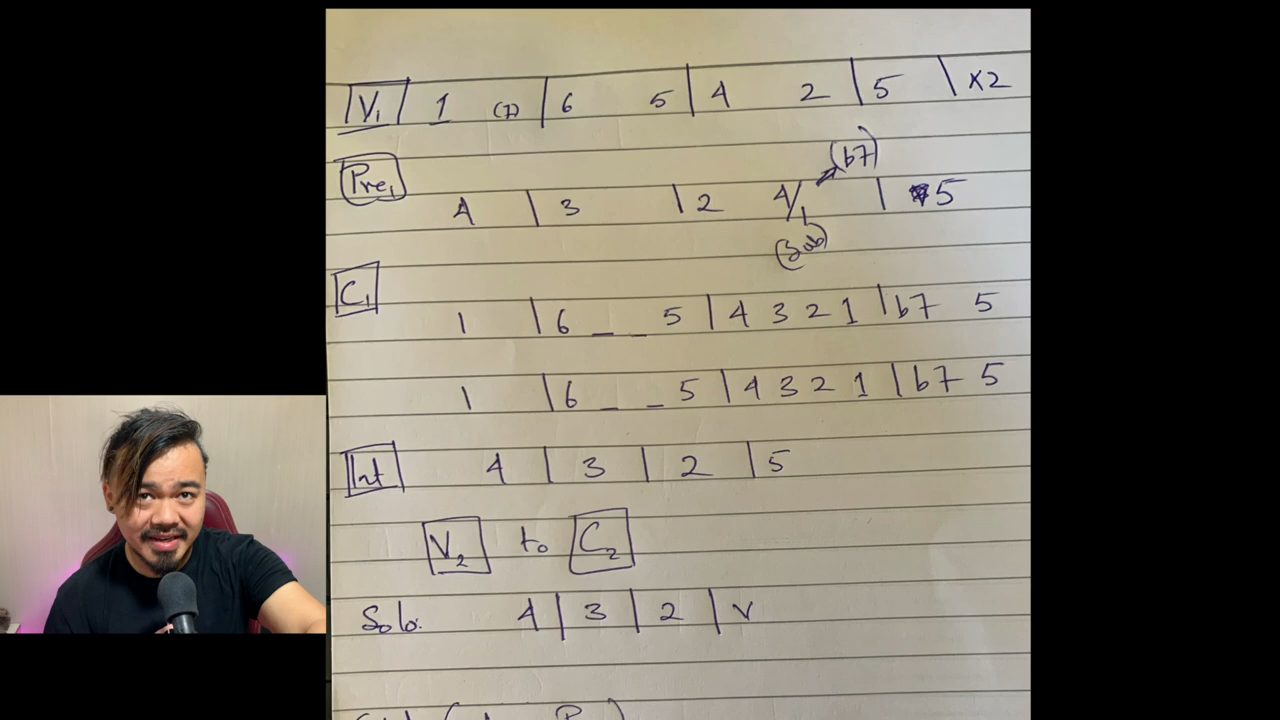 V₁ 1 (7) | 6 5 | 4 2 | 5 | x2
(b7)
Pre₁ 4 | 3 | 2 4/1 | 5
(Sub)
C₁
1 | 6 _ _ 5 | 4 3 2 1 | b7 5
1 | 6 _ _ 5 | 4 3 2 1 | b7 5
Int 4 | 3 | 2 | 5
V₂ to C₂
Solo: 4 | 3 | 2 | V